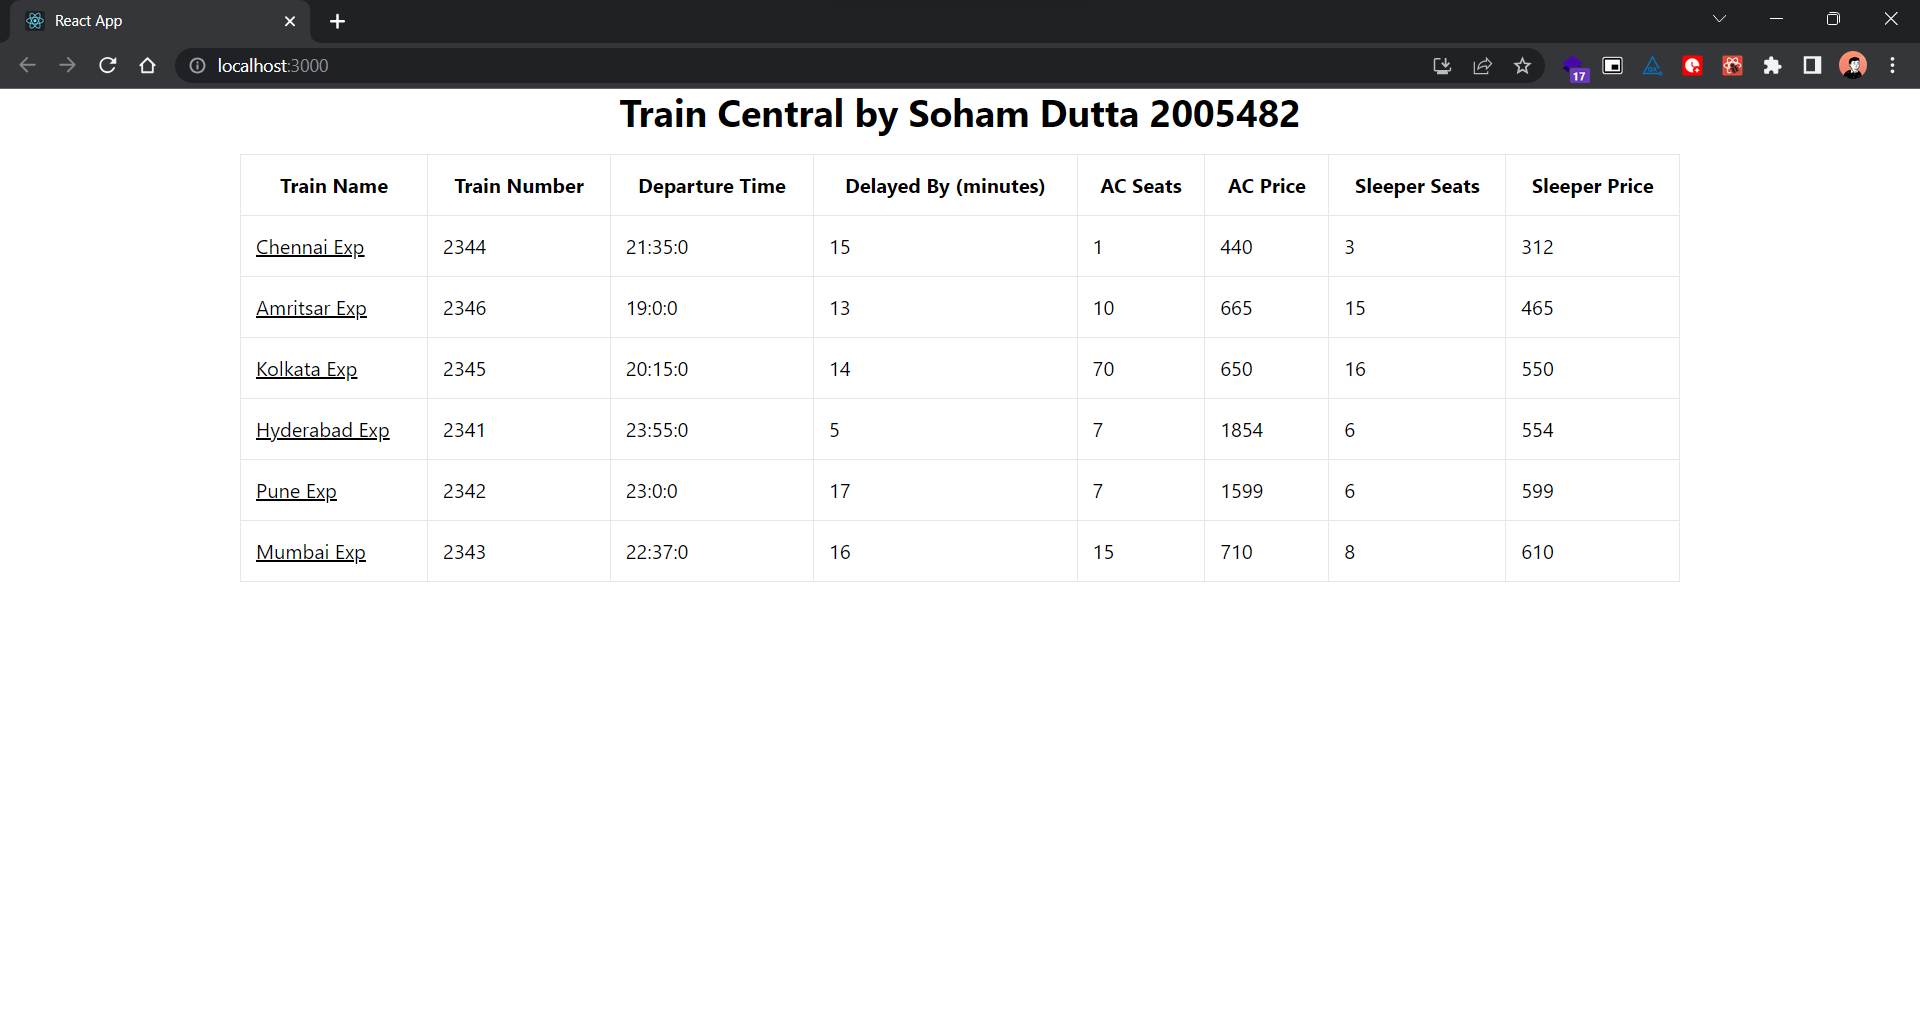 React App
localhost:3000
17
Train Central by Soham Dutta 2005482
Train Name Train Number Departure Time Delayed By (minutes) AC Seats AC Price Sleeper Seats Sleeper Price
Chennai Exp 2344 21:35:0 15 1 440 3 312
Amritsar Exp 2346 19:0:0 13 10 665 15 465
Kolkata Exp 2345 20:15:0 14 70 650 16 550
Hyderabad Exp 2341 23:55:0 5 7 1854 6 554
Pune Exp 2342 23:0:0 17 7 1599 6 599
Mumbai Exp 2343 22:37:0 16 15 710 8 610